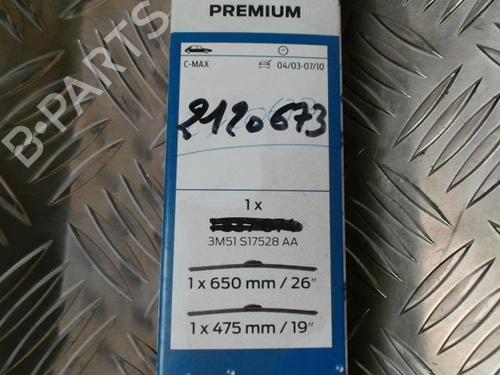 PREMIUM
C-MAX 04/03-07/10
2120673
1 x
3M51 S17528 AA
1 x 650 mm / 26"
1 x 475 mm / 19"
B-PARTS